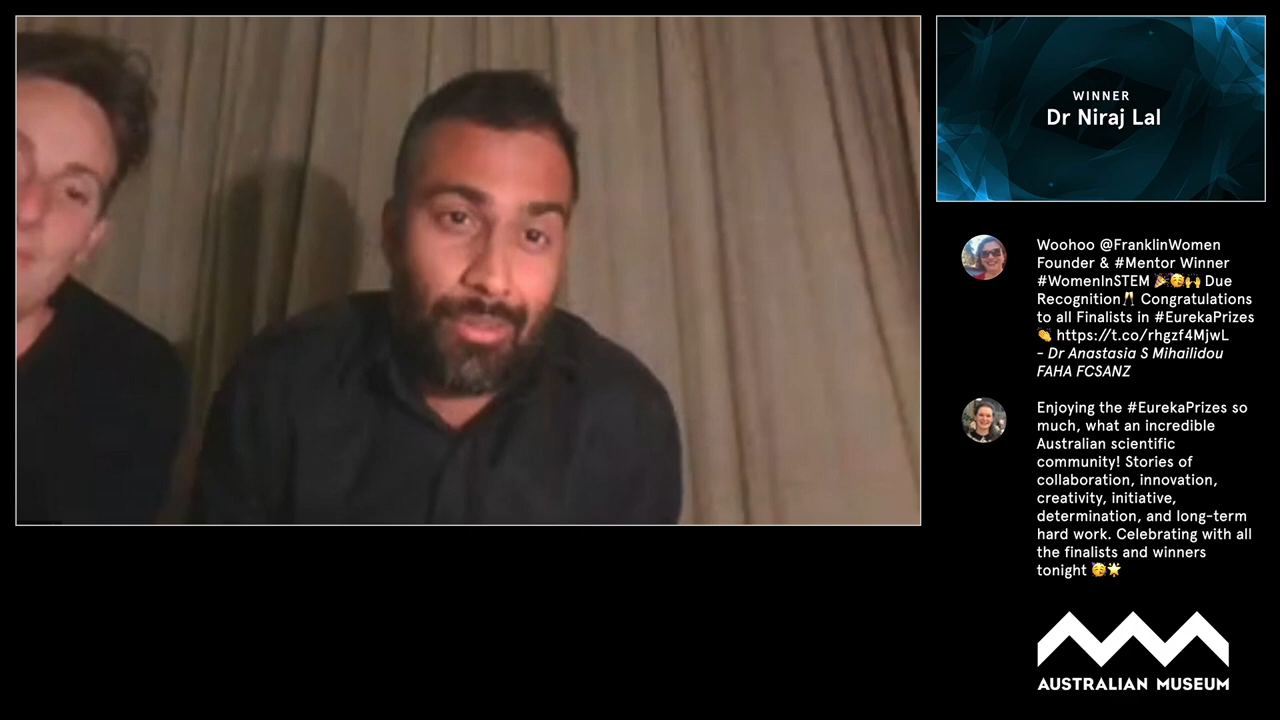 WINNER
Dr Niraj Lal
Woohoo @FranklinWomen
Founder & #Mentor Winner
#WomenInSTEM 🎉🥳🙌 Due
Recognition🥂 Congratulations
to all Finalists in #EurekaPrizes
👏 https://t.co/rhgzf4MjwL
- Dr Anastasia S Mihailidou
FAHA FCSANZ
Enjoying the #EurekaPrizes so
much, what an incredible
Australian scientific
community! Stories of
collaboration, innovation,
creativity, initiative,
determination, and long-term
hard work. Celebrating with all
the finalists and winners
tonight 🥳🌟
AUSTRALIAN MUSEUM